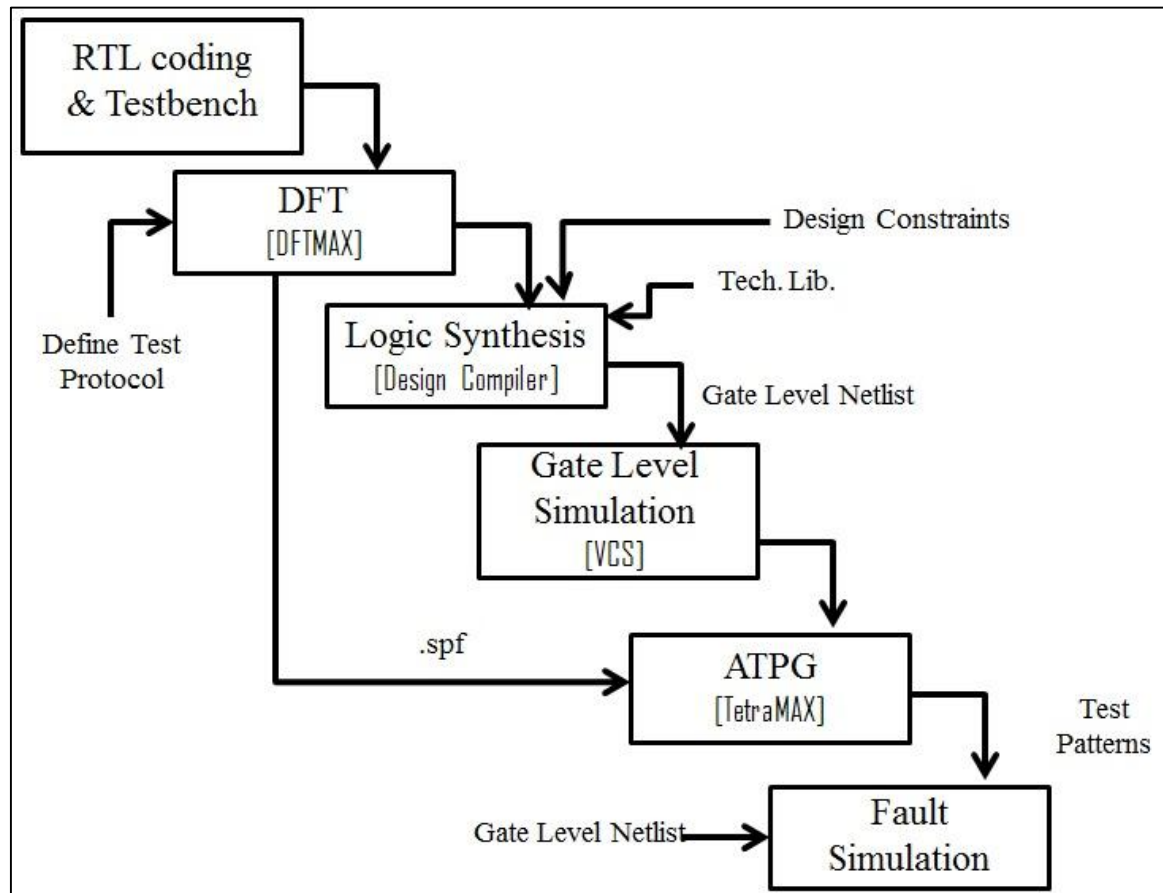 RTL coding
& Testbench
DFT
[DFTMAX]
Design Constraints
Tech. Lib.
Define Test
Protocol
Logic Synthesis
[Design Compiler]
Gate Level Netlist
Gate Level
Simulation
[VCS]
.spf
ATPG
[TetraMAX]
Test
Patterns
Gate Level Netlist
Fault
Simulation